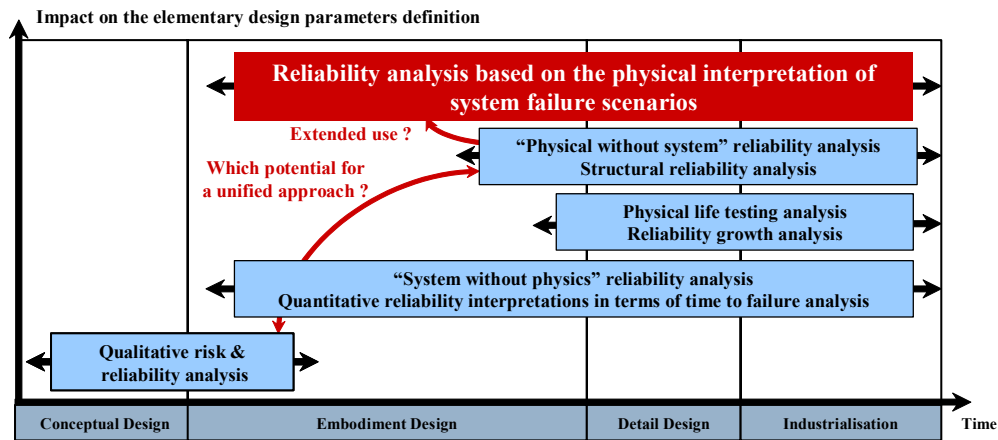 Impact on the elementary design parameters definition
Reliability analysis based on the physical interpretation of
system failure scenarios
Extended use ?
“Physical without system” reliability analysis
Structural reliability analysis
Which potential for
a unified approach ?
Physical life testing analysis
Reliability growth analysis
“System without physics” reliability analysis
Quantitative reliability interpretations in terms of time to failure analysis
Qualitative risk &
reliability analysis
Conceptual Design
Embodiment Design
Detail Design
Industrialisation
Time